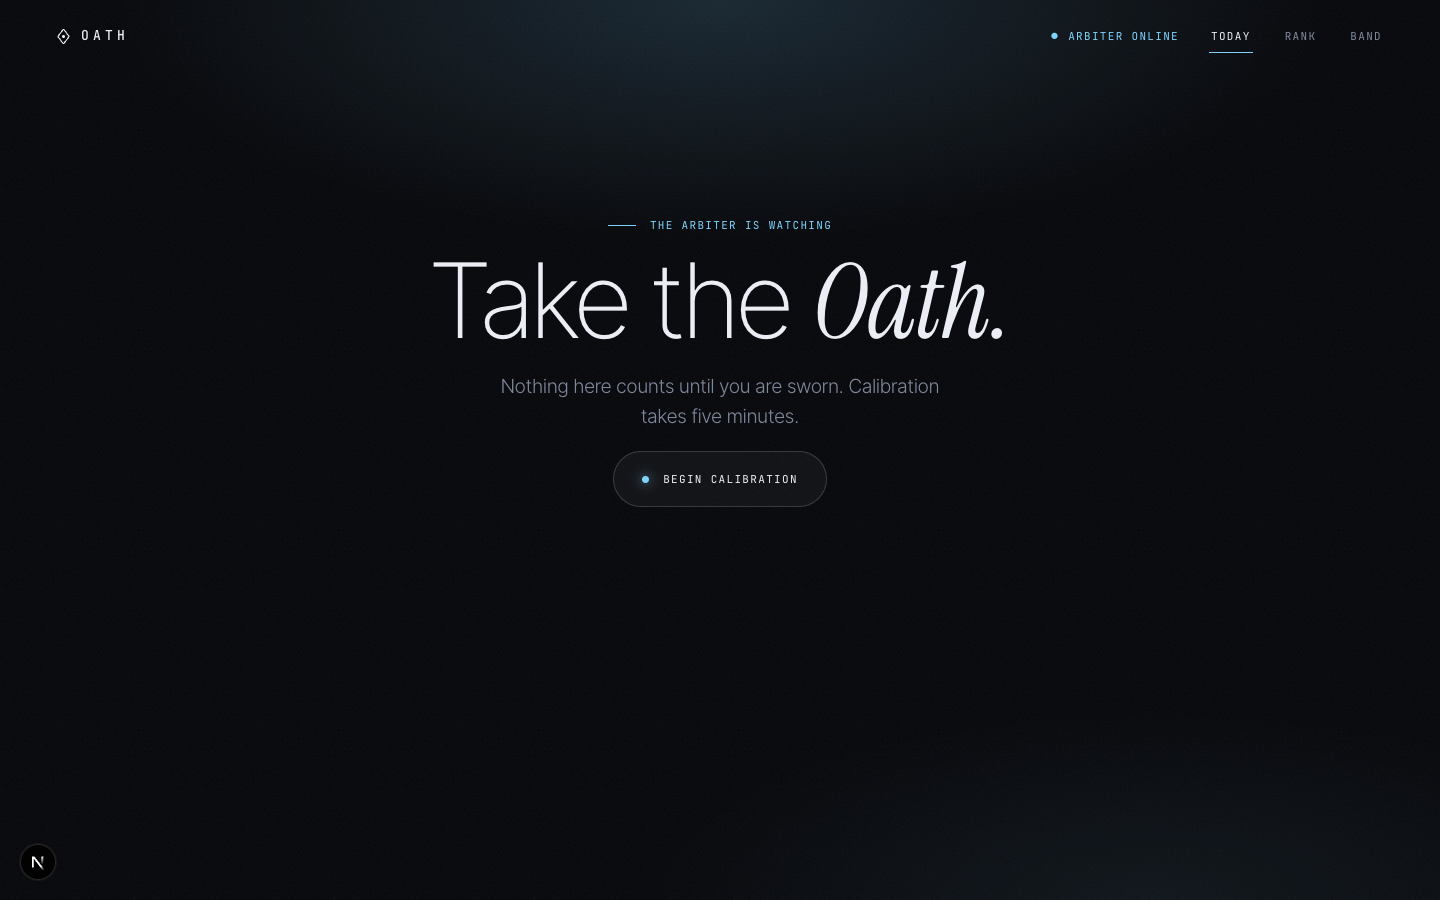 OATH
ARBITER ONLINE
TODAY
RANK
BAND
THE ARBITER IS WATCHING
Take the Oath.
Nothing here counts until you are sworn. Calibration
takes five minutes.
BEGIN CALIBRATION
N